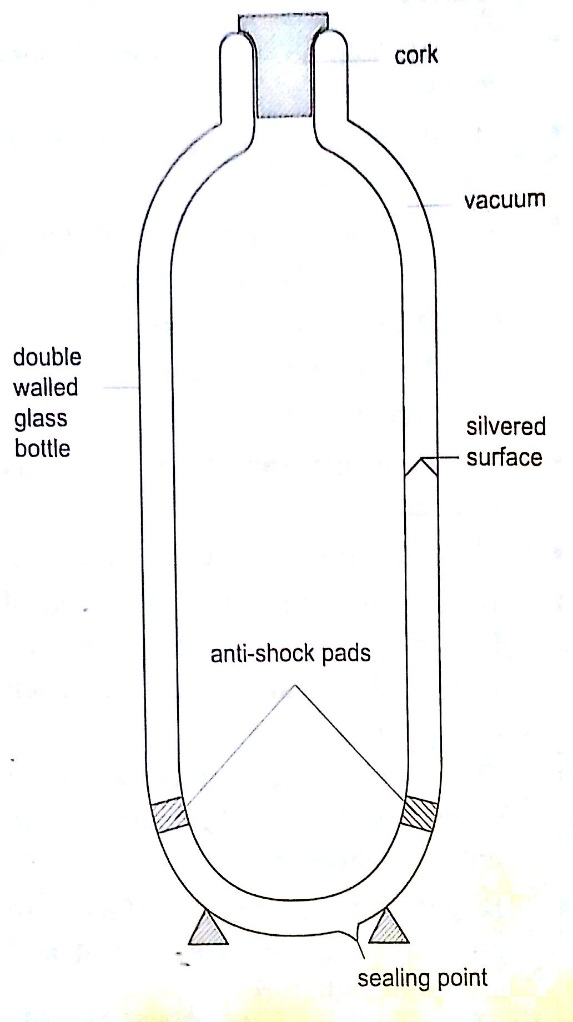 cork
vacuum
double
walled
glass
bottle
silvered
surface
anti-shock pads
sealing point